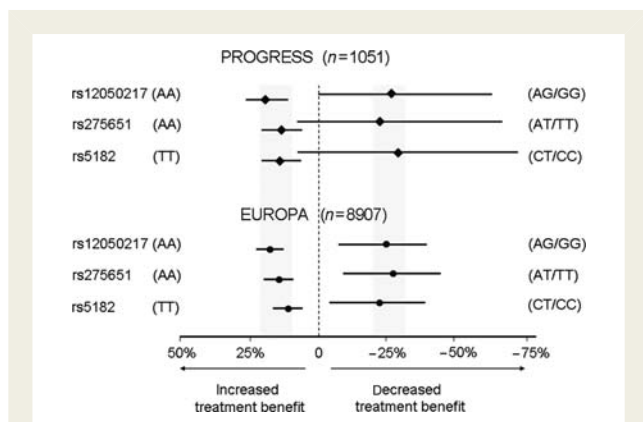 PROGRESS (n=1051)
rs12050217 (AA) (AG/GG)
rs275651 (AA) (AT/TT)
rs5182 (TT) (CT/CC)
EUROPA (n=8907)
rs12050217 (AA) (AG/GG)
rs275651 (AA) (AT/TT)
rs5182 (TT) (CT/CC)
50% 25% 0 −25% −50% −75%
Increased Decreased
treatment benefit treatment benefit